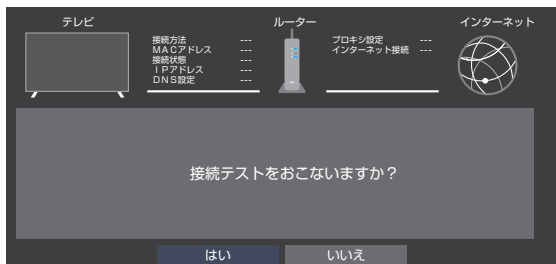 テレビ
ルーター
インターネット
接続方法 ---
MACアドレス ---
接続状態 ---
IPアドレス ---
DNS設定 ---
プロキシ設定 ---
インターネット接続 ---
接続テストをおこないますか？
はい
いいえ